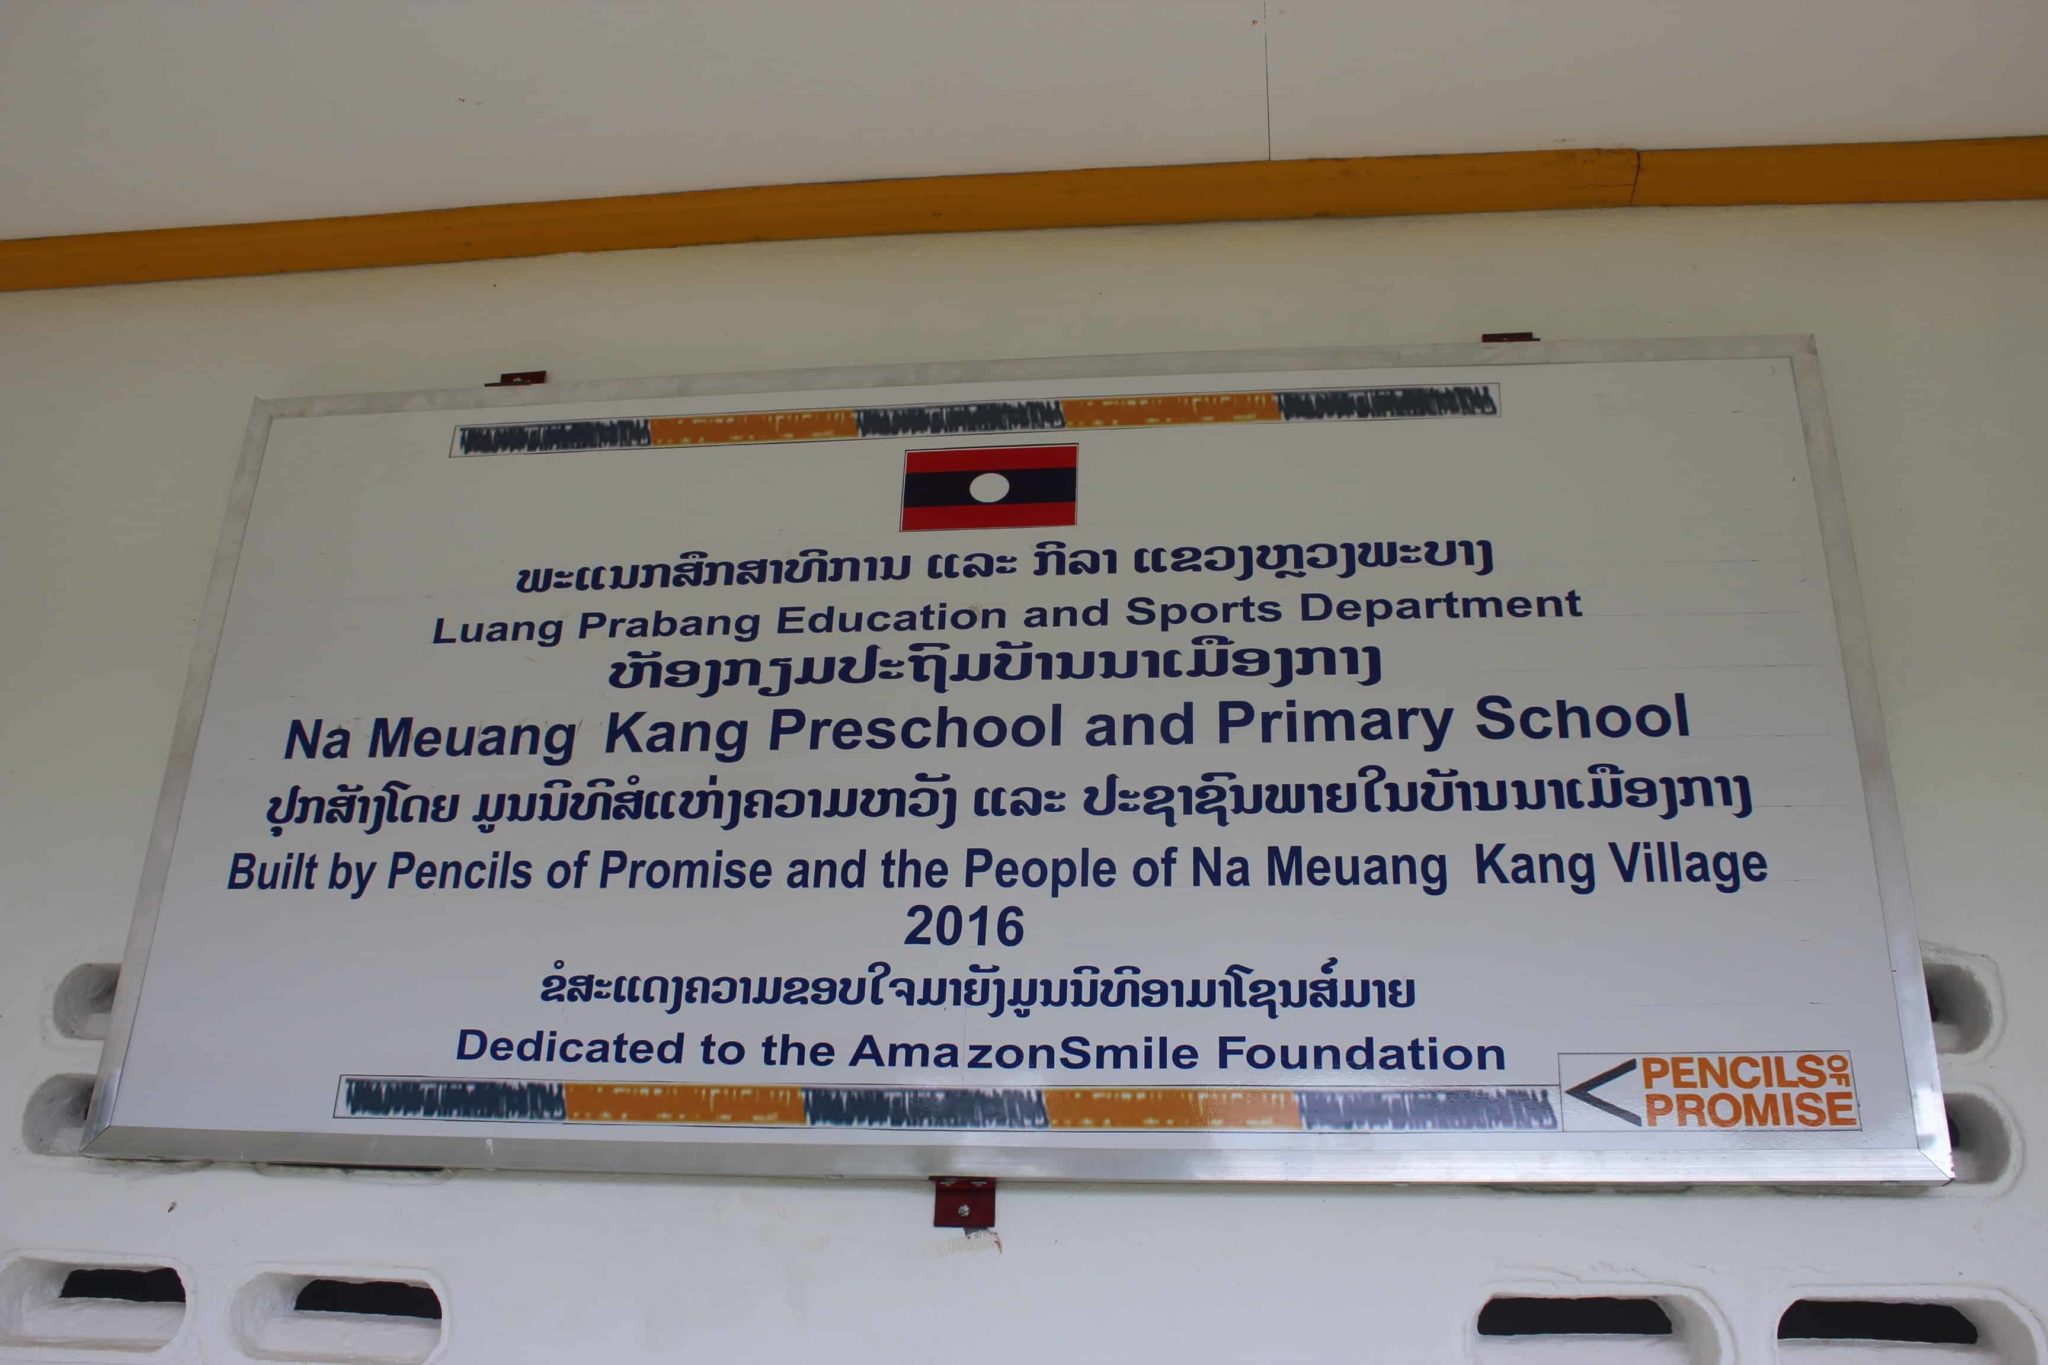 ພະແນກສຶກສາທິການ ແລະ ກິລາ ແຂວງຫຼວງພະບາງ
Luang Prabang Education and Sports Department
ຫ້ອງກຽມປະຖົມບ້ານນາເມືອງກາງ
Na Meuang Kang Preschool and Primary School
ປຸກສ້າງໂດຍ ມູນນິທິສໍແຫ່ງຄວາມຫວັງ ແລະ ປະຊາຊົນພາຍໃນບ້ານນາເມືອງກາງ
Built by Pencils of Promise and the People of Na Meuang Kang Village
2016
ຂໍສະແດງຄວາມຂອບໃຈມາຍັງມູນນິທິອາມາໂຊນສ໌ມາຍ
Dedicated to the AmazonSmile Foundation
PENCILS OF
PROMISE